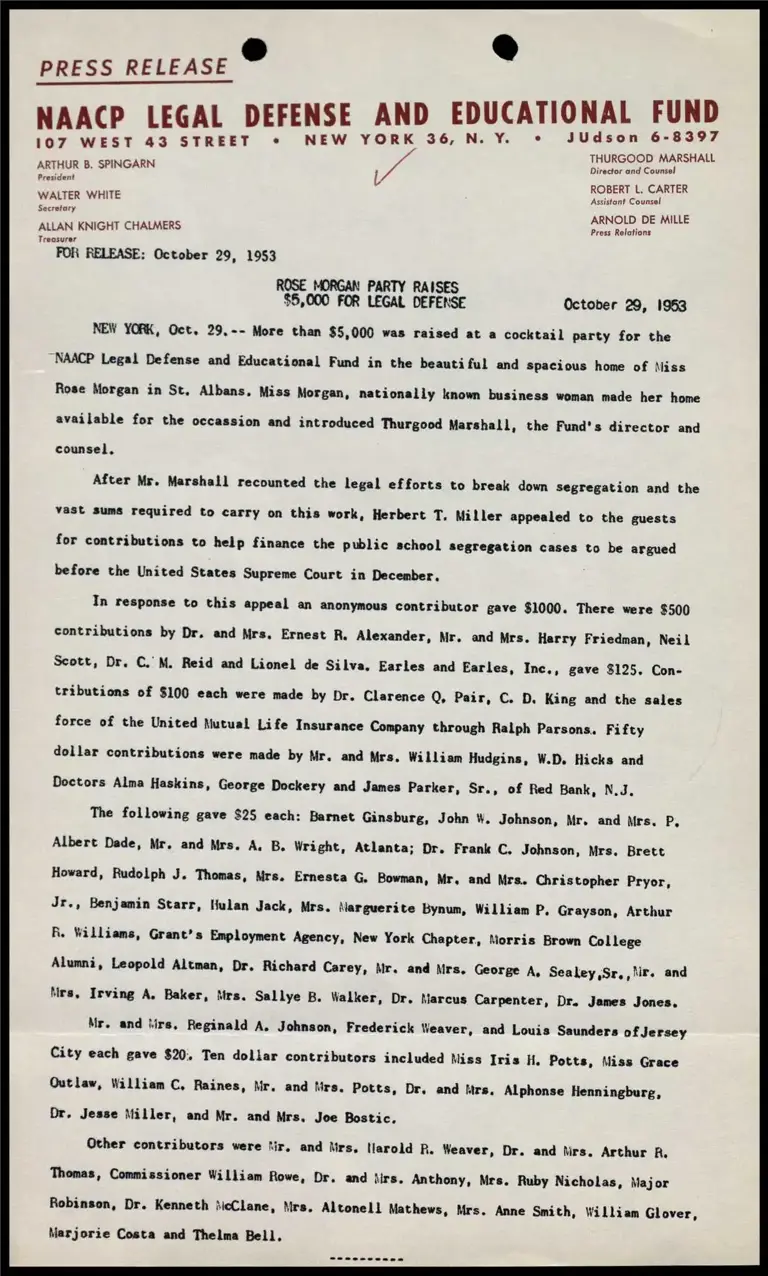 PRESS RELEASE
NAACP LEGAL DEFENSE AND EDUCATIONAL FUND
107 WEST 43 STREET • NEW YORK 36, N. Y. • JUdson 6-8397
ARTHUR B. SPINGARN
President
WALTER WHITE
Secretary
ALLAN KNIGHT CHALMERS
Treasurer
THURGOOD MARSHALL
Director and Counsel
ROBERT L. CARTER
Assistant Counsel
ARNOLD DE MILLE
Press Relations
FOR RELEASE: October 29, 1953
ROSE MORGAN PARTY RAISES
$5,000 FOR LEGAL DEFENSE
October 29, 1953
NEW YORK, Oct. 29.-- More than $5,000 was raised at a cocktail party for the
NAACP Legal Defense and Educational Fund in the beautiful and spacious home of Miss
Rose Morgan in St. Albans. Miss Morgan, nationally known business woman made her home
available for the occassion and introduced Thurgood Marshall, the Fund's director and
counsel.
After Mr. Marshall recounted the legal efforts to break down segregation and the
vast sums required to carry on this work, Herbert T. Miller appealed to the guests
for contributions to help finance the public school segregation cases to be argued
before the United States Supreme Court in December.
In response to this appeal an anonymous contributor gave $1000. There were $500
contributions by Dr. and Mrs. Ernest R. Alexander, Mr. and Mrs. Harry Friedman, Neil
Scott, Dr. C. M. Reid and Lionel de Silva. Earles and Earles, Inc., gave $125. Con-
tributions of $100 each were made by Dr. Clarence Q. Pair, C. D. King and the sales
force of the United Mutual Life Insurance Company through Ralph Parsons. Fifty
dollar contributions were made by Mr. and Mrs. William Hudgins, W.D. Hicks and
Doctors Alma Haskins, George Dockery and James Parker, Sr., of Red Bank, N.J.
The following gave $25 each: Barnet Ginsburg, John W. Johnson, Mr. and Mrs. P.
Albert Dade, Mr. and Mrs. A. B. Wright, Atlanta; Dr. Frank C. Johnson, Mrs. Brett
Howard, Rudolph J. Thomas, Mrs. Ernesta G. Bowman, Mr. and Mrs. Christopher Pryor,
Jr., Benjamin Starr, Hulan Jack, Mrs. Marguerite Bynum, William P. Grayson, Arthur
R. Williams, Grant's Employment Agency, New York Chapter, Morris Brown College
Alumni, Leopold Altman, Dr. Richard Carey, Mr. and Mrs. George A. Sealey,Sr.,Mr. and
Mrs. Irving A. Baker, Mrs. Sallye B. Walker, Dr. Marcus Carpenter, Dr. James Jones.
Mr. and Mrs. Reginald A. Johnson, Frederick Weaver, and Louis Saunders ofJersey
City each gave $20. Ten dollar contributors included Miss Iris H. Potts, Miss Grace
Outlaw, William C. Raines, Mr. and Mrs. Potts, Dr. and Mrs. Alphonse Henningburg,
Dr. Jesse Miller, and Mr. and Mrs. Joe Bostic.
Other contributors were Mr. and Mrs. Harold R. Weaver, Dr. and Mrs. Arthur R.
Thomas, Commissioner William Rowe, Dr. and Mrs. Anthony, Mrs. Ruby Nicholas, Major
Robinson, Dr. Kenneth McClane, Mrs. Altonell Mathews, Mrs. Anne Smith, William Glover,
Marjorie Costa and Thelma Bell.
----------